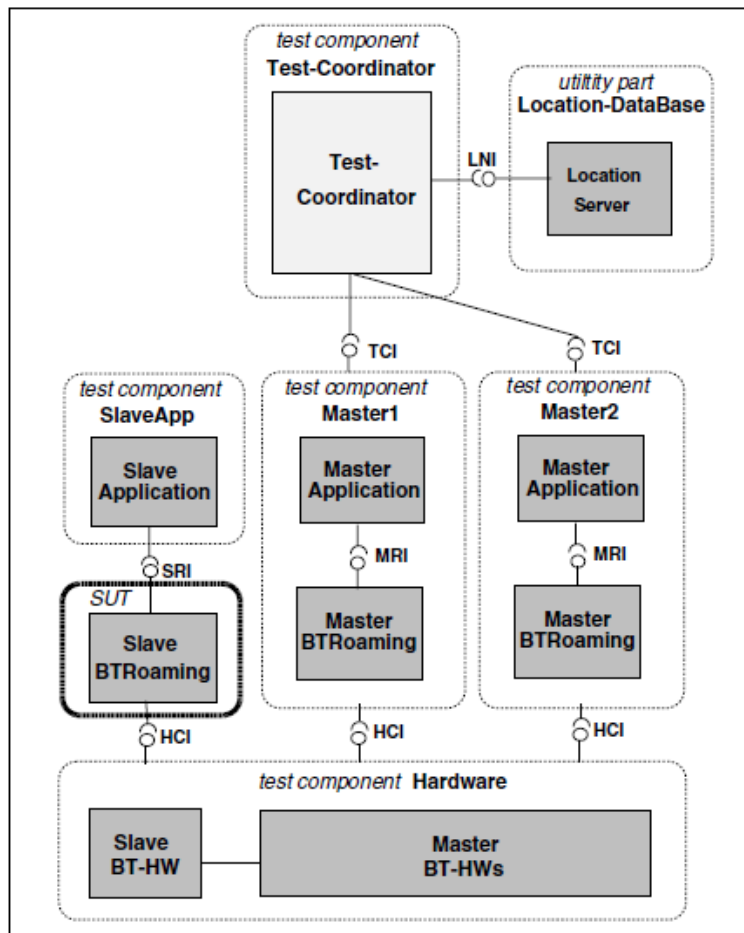 test component
Test-Coordinator
utiltity part
Location-DataBase
Test-
Coordinator
LNI
Location
Server
TCI
TCI
test component
SlaveApp
test component
Master1
test component
Master2
Slave
Application
Master
Application
Master
Application
SRI
MRI
MRI
SUT
Slave
BTRoaming
Master
BTRoaming
Master
BTRoaming
HCI
HCI
HCI
test component Hardware
Slave
BT-HW
Master
BT-HWs